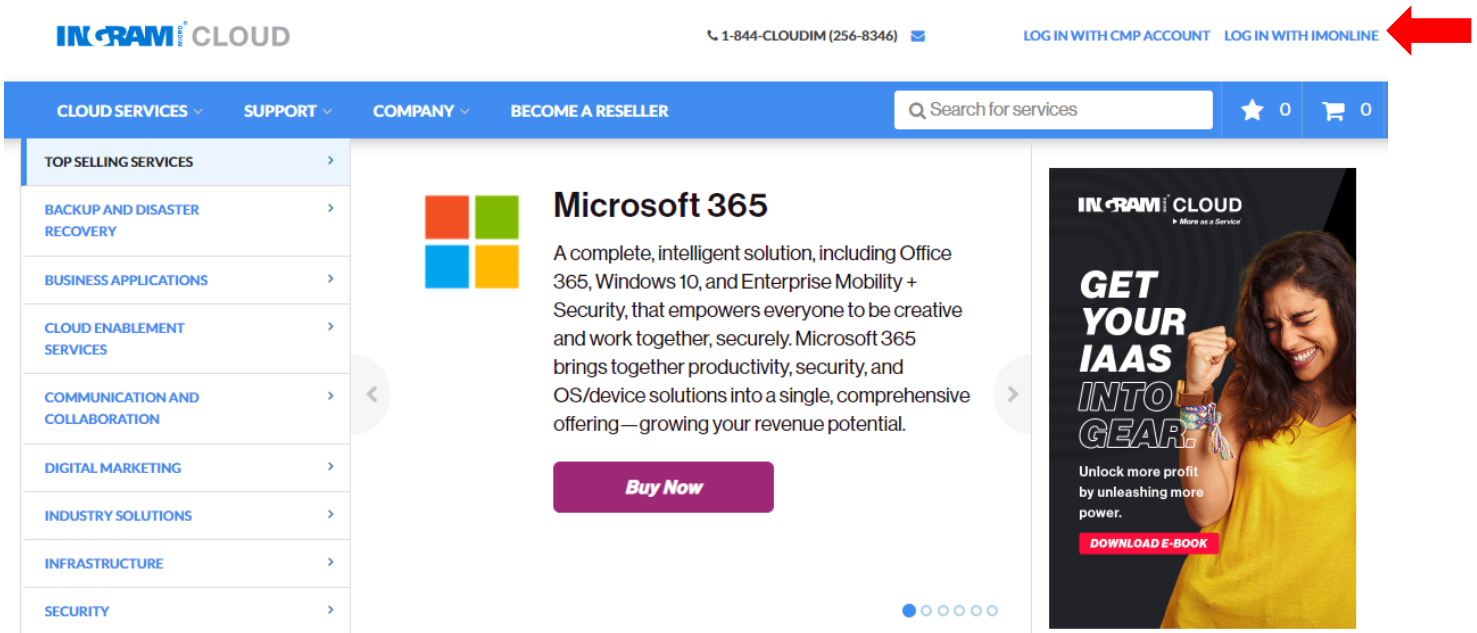 INGRAM MICRO® CLOUD
1-844-CLOUDIM (256-8346)
LOG IN WITH CMP ACCOUNT LOG IN WITH IMONLINE
CLOUD SERVICES SUPPORT COMPANY BECOME A RESELLER
Search for services
0 0
TOP SELLING SERVICES
BACKUP AND DISASTER
RECOVERY
BUSINESS APPLICATIONS
CLOUD ENABLEMENT
SERVICES
COMMUNICATION AND
COLLABORATION
DIGITAL MARKETING
INDUSTRY SOLUTIONS
INFRASTRUCTURE
SECURITY
Microsoft 365
A complete, intelligent solution, including Office
365, Windows 10, and Enterprise Mobility +
Security, that empowers everyone to be creative
and work together, securely. Microsoft 365
brings together productivity, security, and
OS/device solutions into a single, comprehensive
offering—growing your revenue potential.
Buy Now
INGRAM MICRO® CLOUD
More as a Service®
GET
YOUR
IAAS
INTO
GEAR.
Unlock more profit
by unleashing more
power.
DOWNLOAD E-BOOK